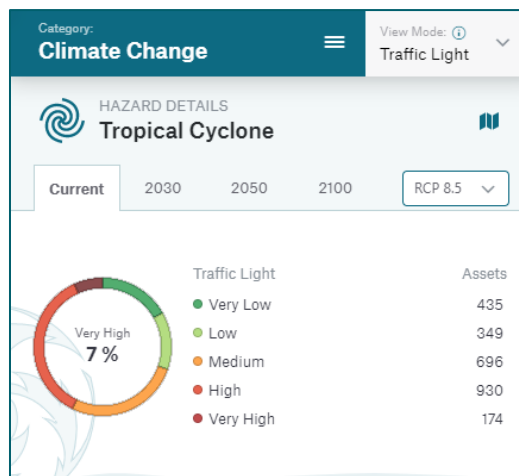 Category:
Climate Change
View Mode:
Traffic Light
HAZARD DETAILS
Tropical Cyclone
Current 2030 2050 2100 RCP 8.5
Traffic Light Assets
Very Low 435
Low 349
Medium 696
High 930
Very High 174
Very High
7 %